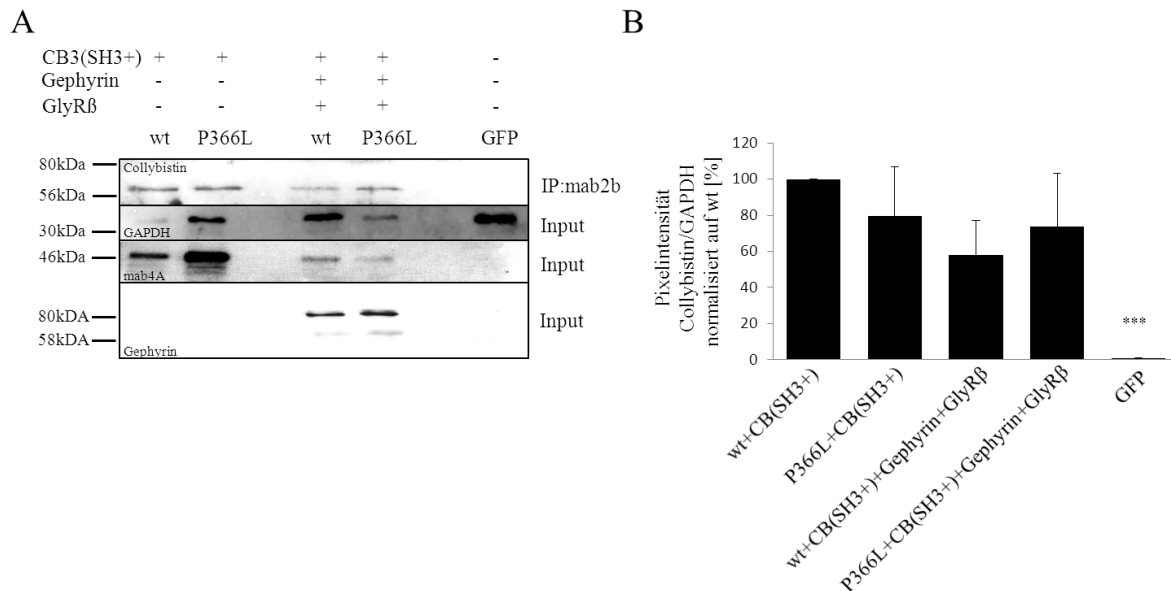 A
CB3(SH3+) + + + + -
Gephyrin - - + + -
GlyRß - - + + -
wt P366L wt P366L GFP
80kDa
Collybistin
56kDa
IP:mab2b
30kDa
GAPDH
Input
46kDa
mab4A
Input
80kDA
58kDA
Gephyrin
Input
B
Pixelintensität
Collybistin/GAPDH
normalisiert auf wt [%]
120
100
80
60
40
20
0
***
wt+CB(SH3+)
P366L+CB(SH3+)
wt+CB(SH3+)+Gephyrin+GlyRβ
P366L+CB(SH3+)+Gephyrin+GlyRβ
GFP